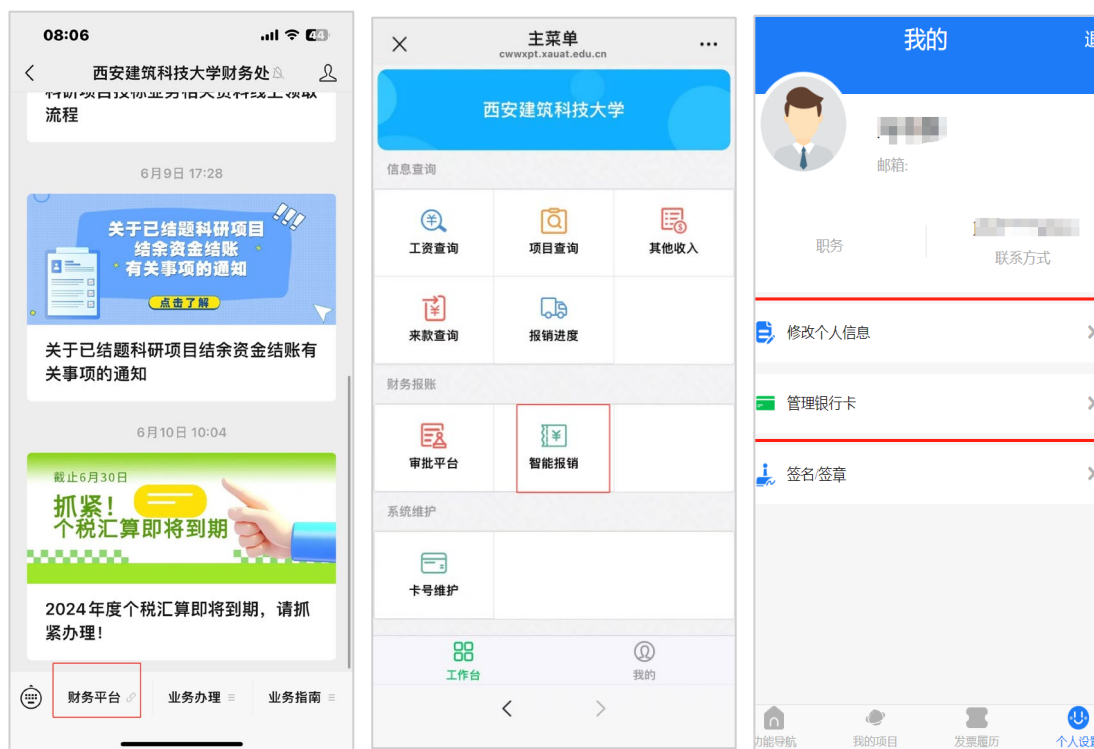 08:06
44
西安建筑科技大学财务处
流程
6月9日 17:28
关于已结题科研项目
结余资金结账
有关事项的通知
点击了解
关于已结题科研项目结余资金结账有
关事项的通知
6月10日 10:04
截止6月30日
抓紧!
个税汇算即将到期
2024年度个税汇算即将到期，请抓
紧办理！
财务平台
业务办理
业务指南
主菜单
cwwxpt.xauat.edu.cn
西安建筑科技大学
信息查询
工资查询
项目查询
其他收入
来款查询
报销进度
财务报账
审批平台
智能报销
系统维护
卡号维护
工作台
我的
我的
邮箱:
职务
联系方式
修改个人信息
管理银行卡
签名/签章
功能导航
我的项目
发票履历
个人设置